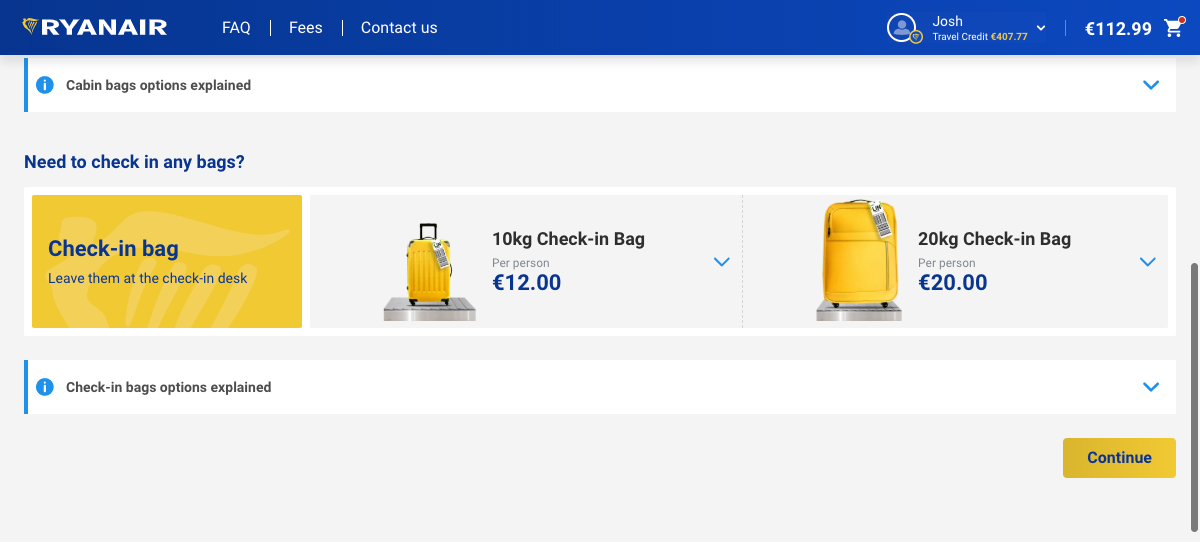 RYANAIR
FAQ
Fees
Contact us
Josh
Travel Credit €407.77
€112.99
Cabin bags options explained
Need to check in any bags?
Check-in bag
Leave them at the check-in desk
10kg Check-in Bag
Per person
€12.00
20kg Check-in Bag
Per person
€20.00
Check-in bags options explained
Continue